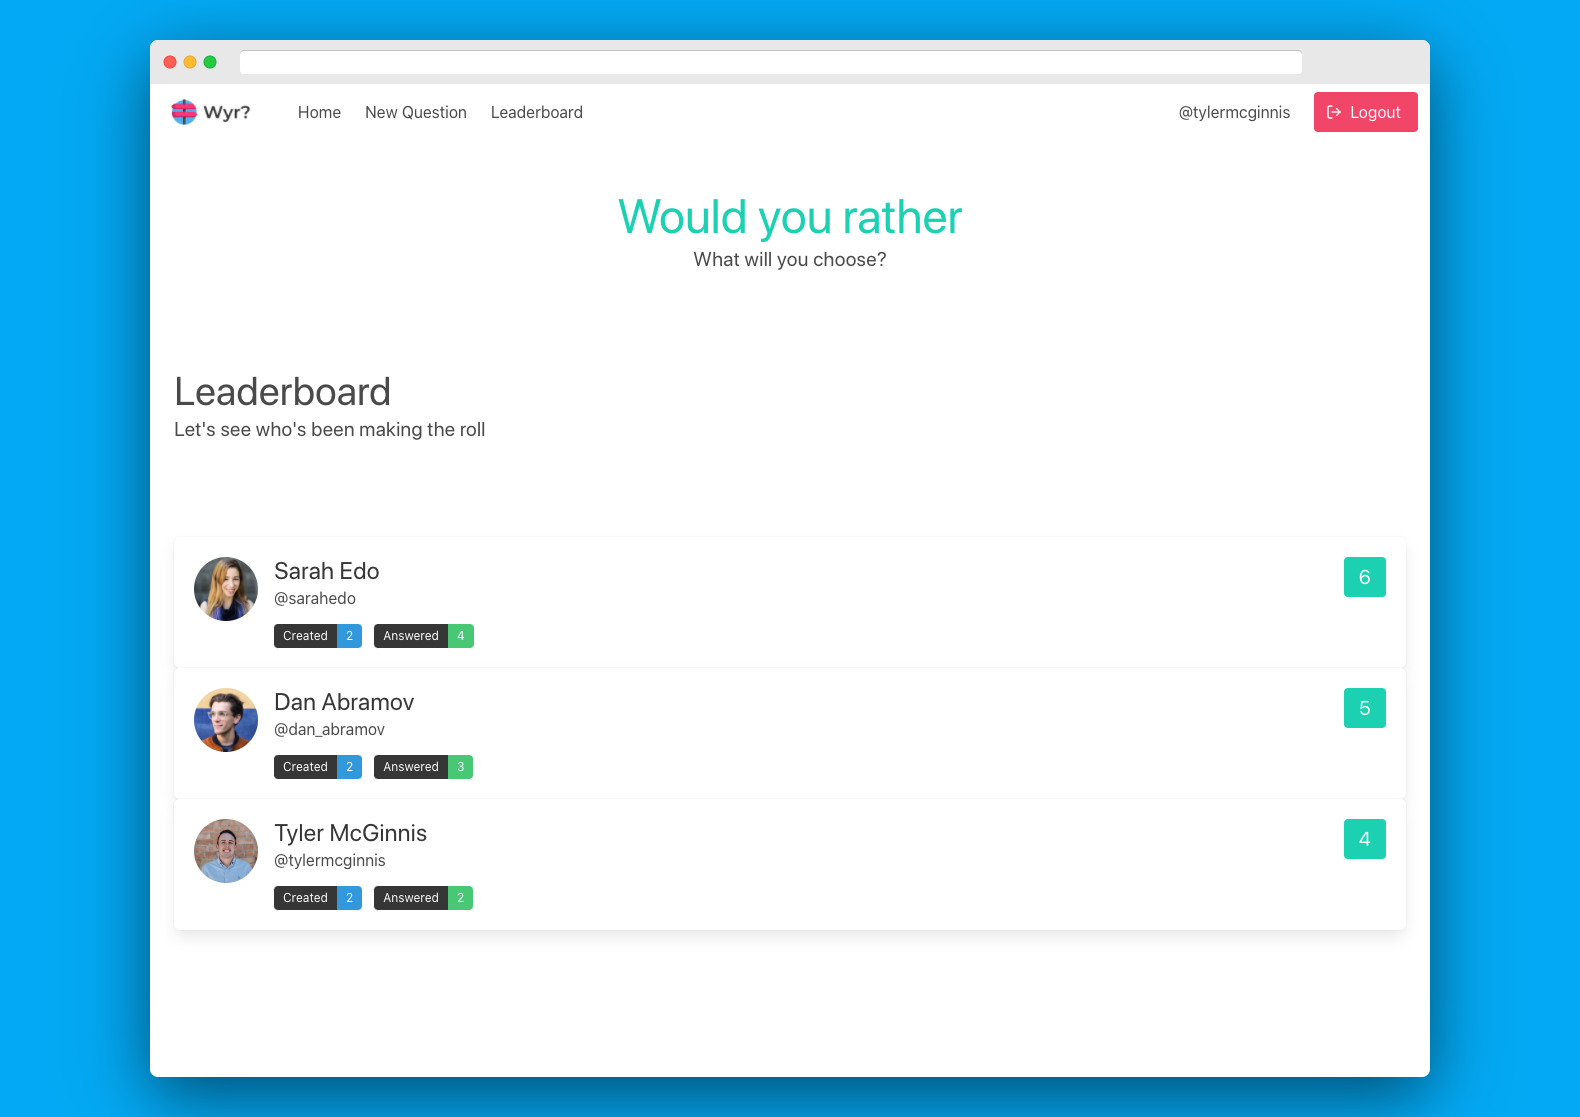 Wyr? Home New Question Leaderboard @tylermcginnis Logout
Would you rather
What will you choose?
Leaderboard
Let's see who's been making the roll
Sarah Edo 6
@sarahedo
Created 2 Answered 4
Dan Abramov 5
@dan_abramov
Created 2 Answered 3
Tyler McGinnis 4
@tylermcginnis
Created 2 Answered 2